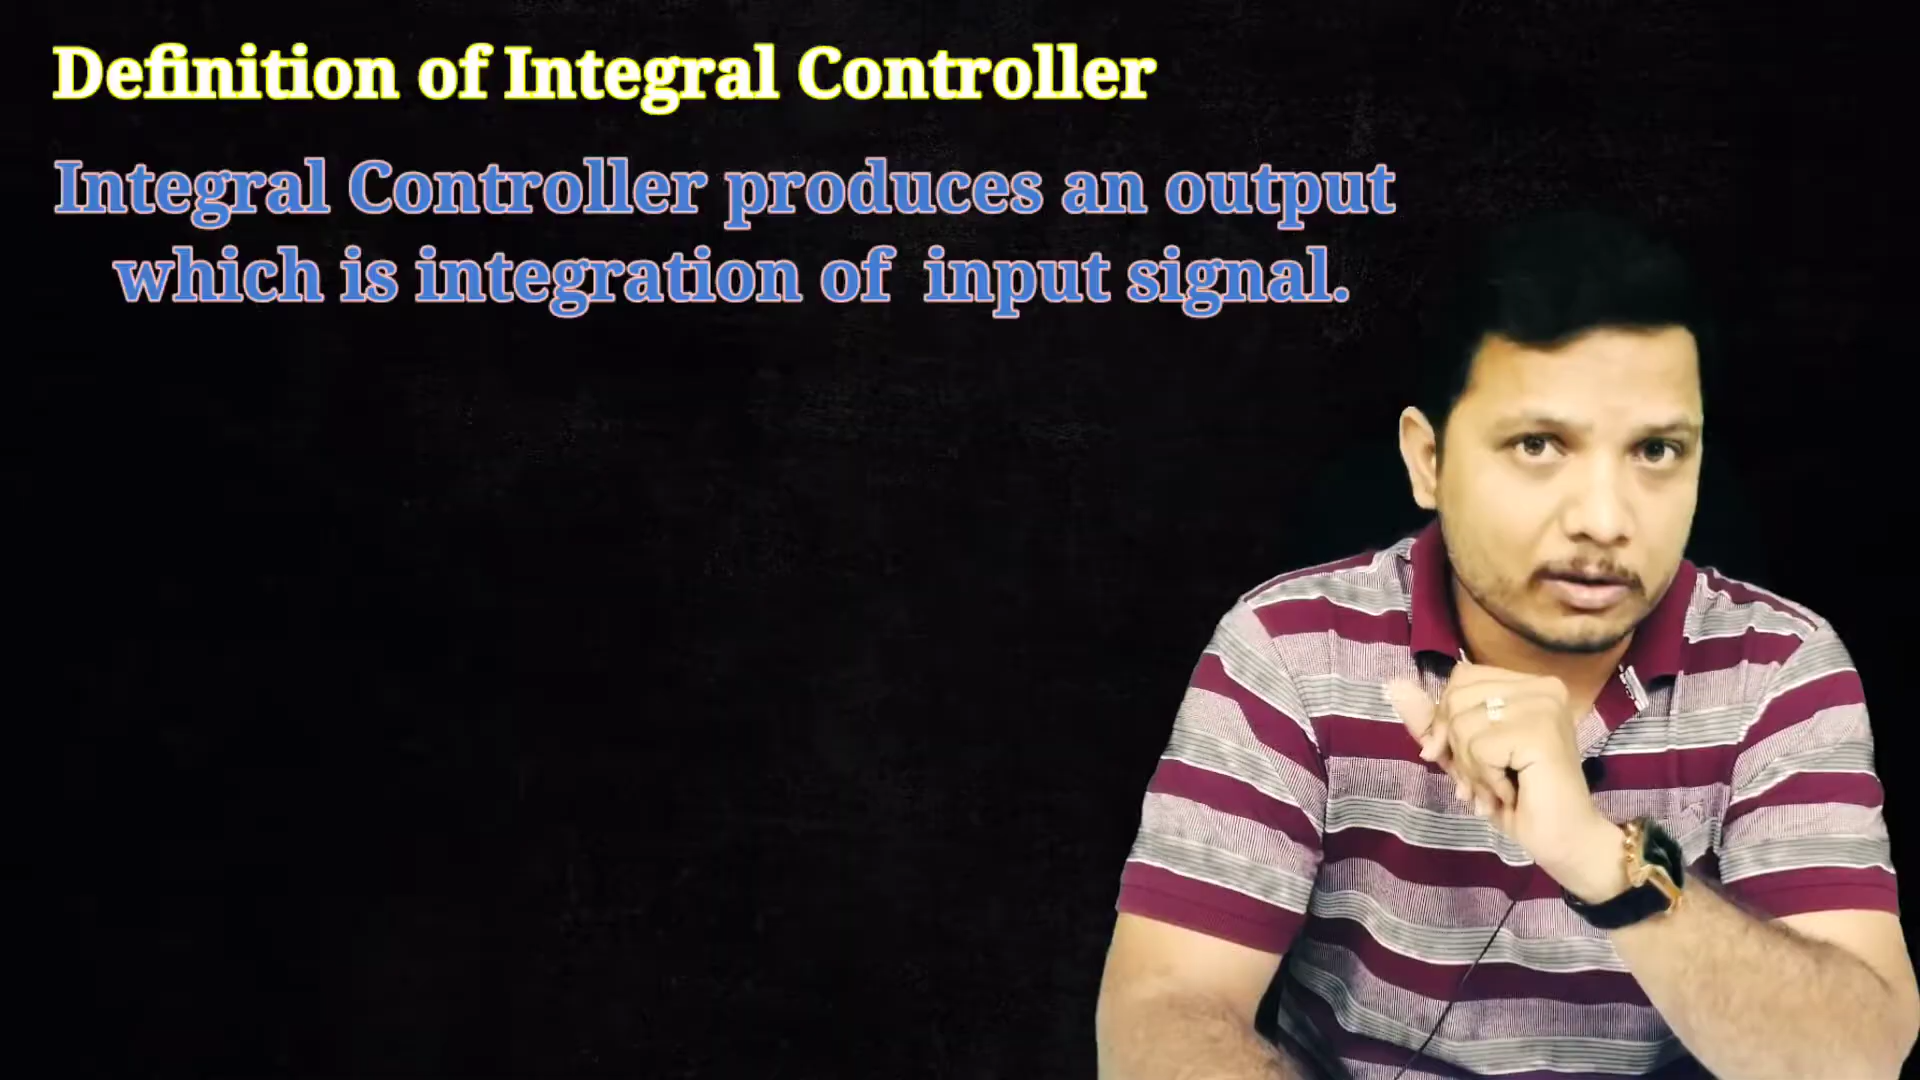 Definition of Integral Controller
Integral Controller produces an output
which is integration of input signal.